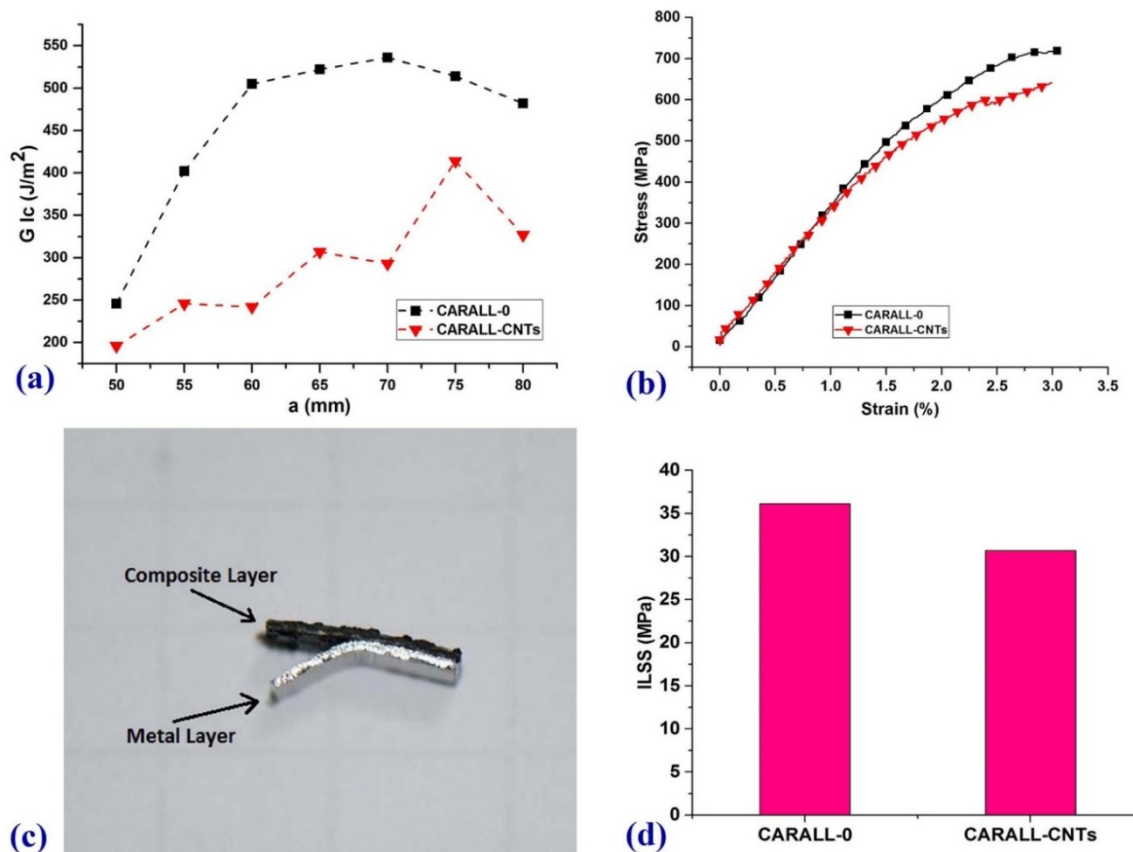 550
500
450
400
350
300
250
200
G Ic (J/m²)
CARALL-0
CARALL-CNTs
50 55 60 65 70 75 80
a (mm)
(a)
800
700
600
500
400
300
200
100
0
Stress (MPa)
CARALL-0
CARALL-CNTs
0.0 0.5 1.0 1.5 2.0 2.5 3.0 3.5
Strain (%)
(b)
Composite Layer
Metal Layer
(c)
40
35
30
25
20
15
10
5
0
ILSS (MPa)
CARALL-0 CARALL-CNTs
(d)